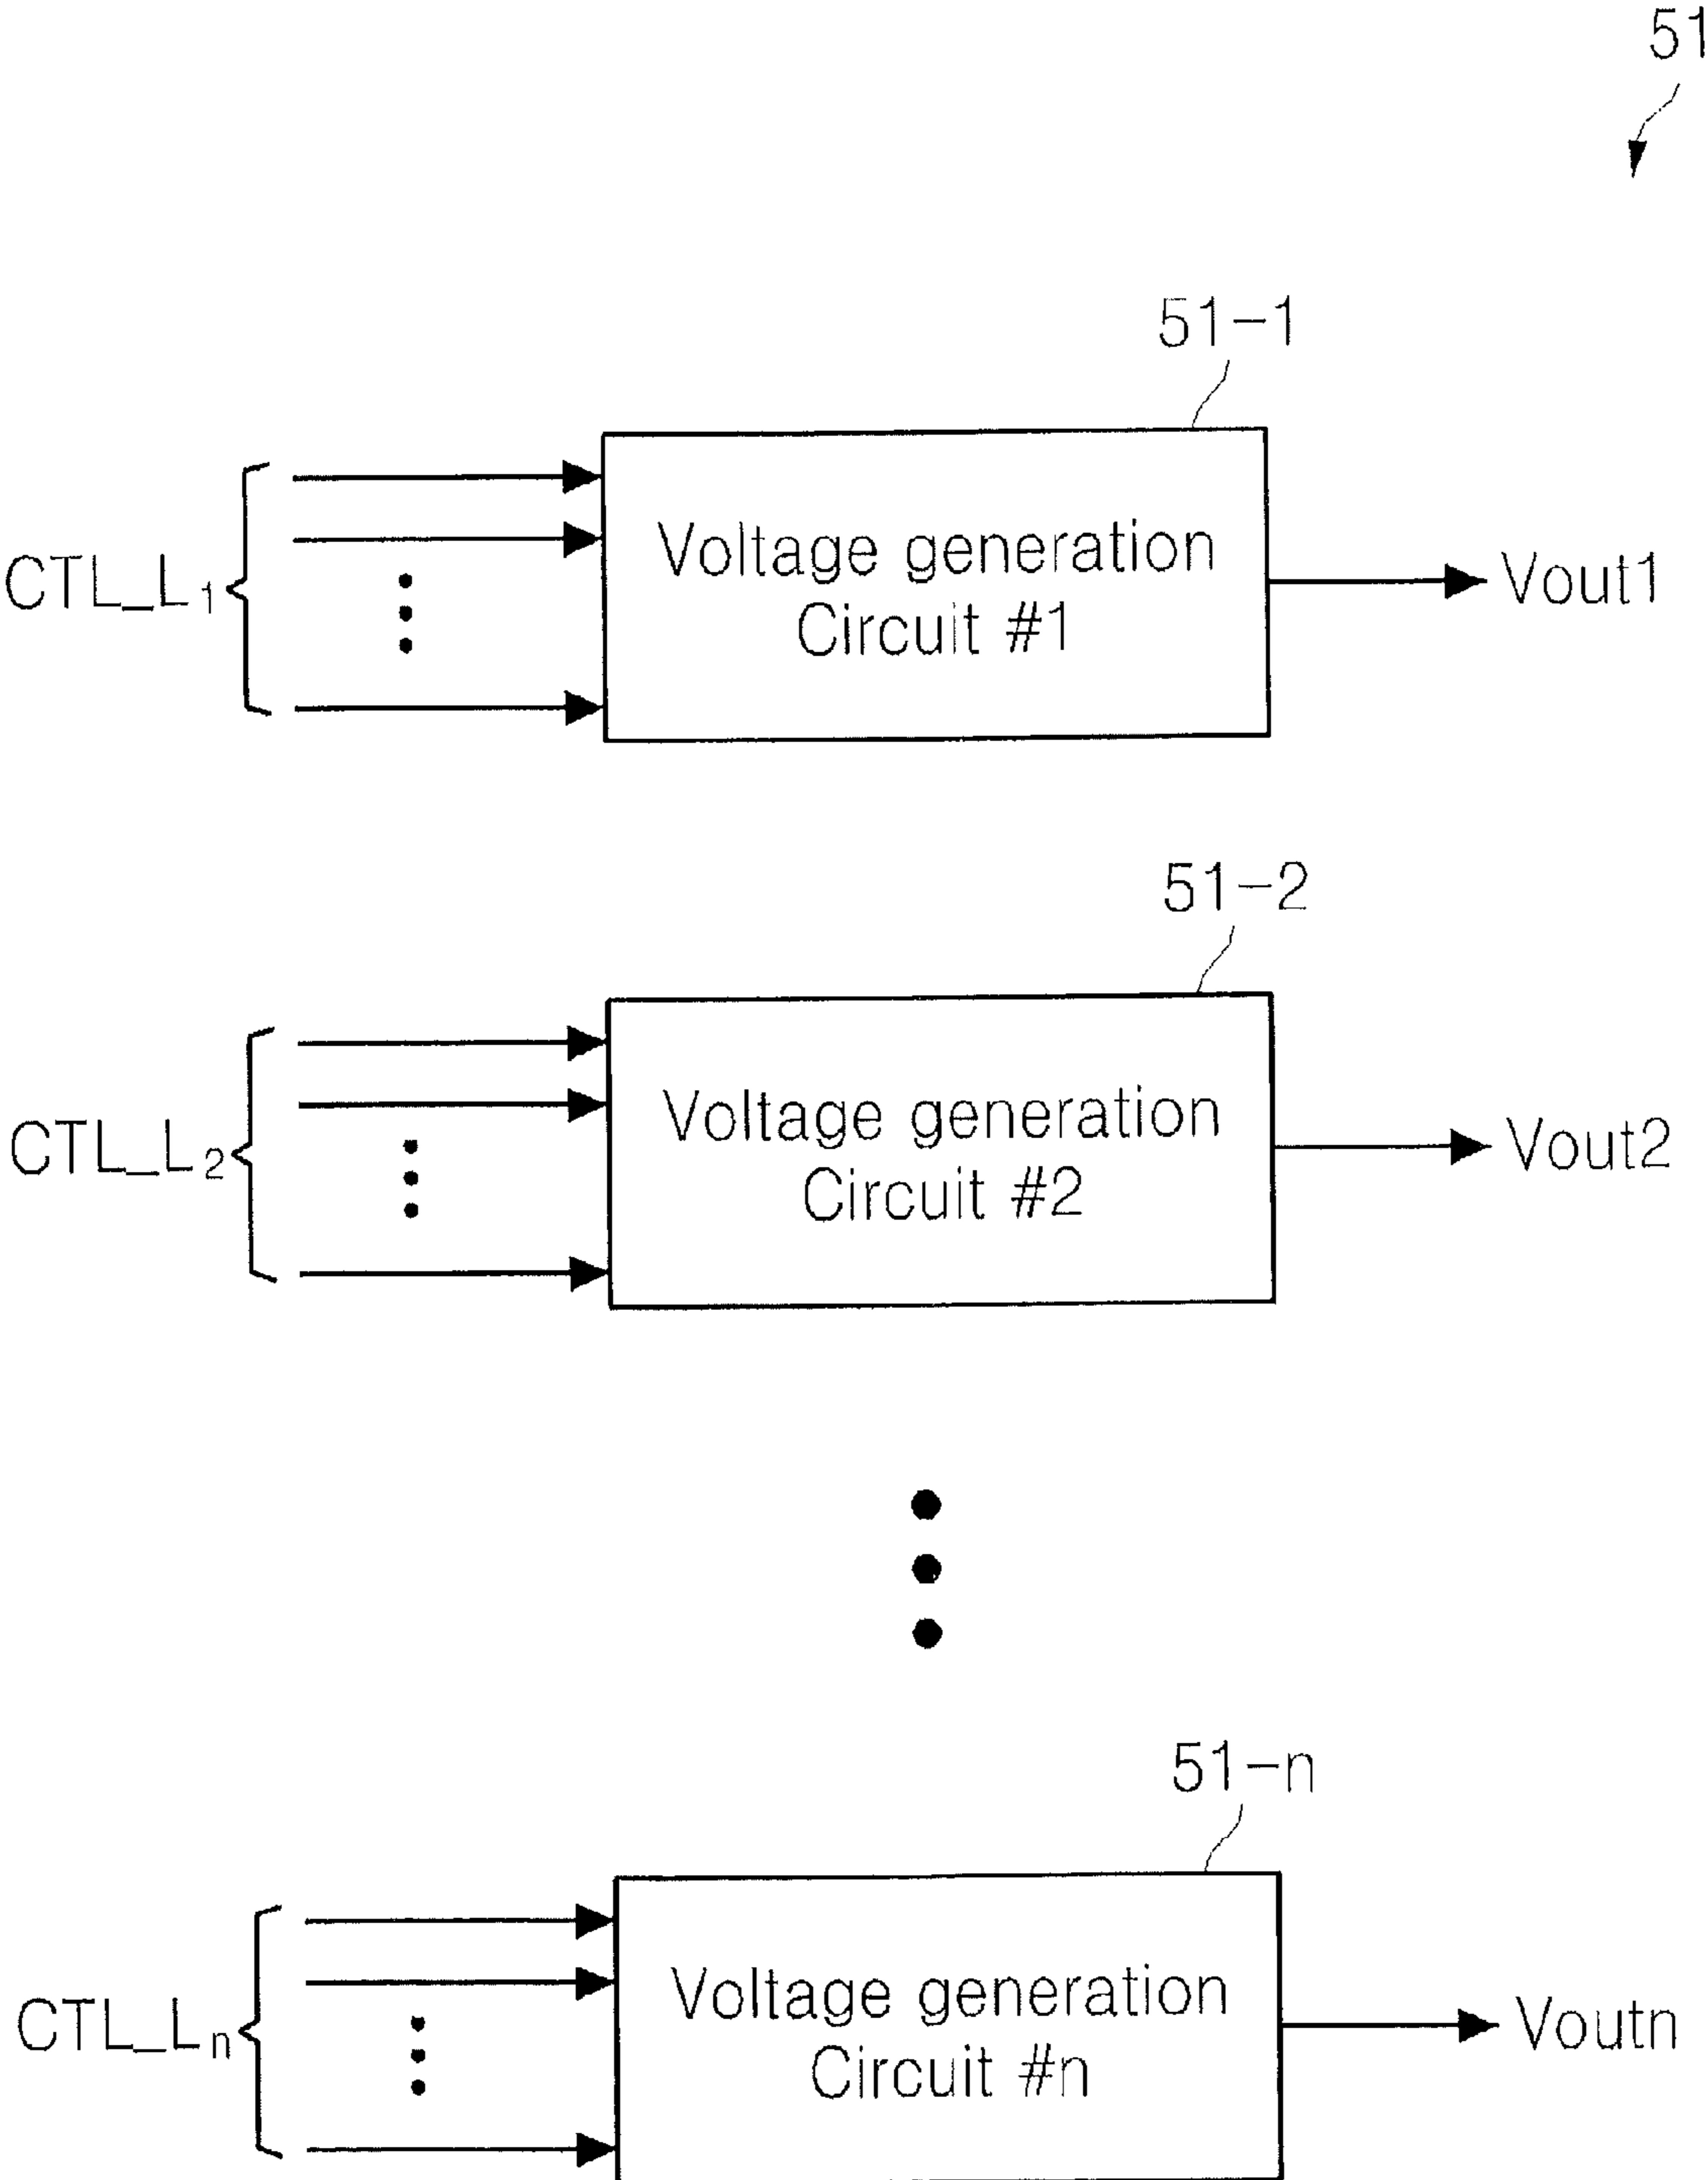 51
51-1
CTL_L1
Voltage generation
Circuit #1
Vout1
51-2
CTL_L2
Voltage generation
Circuit #2
Vout2
51-n
CTL_Ln
Voltage generation
Circuit #n
Voutn